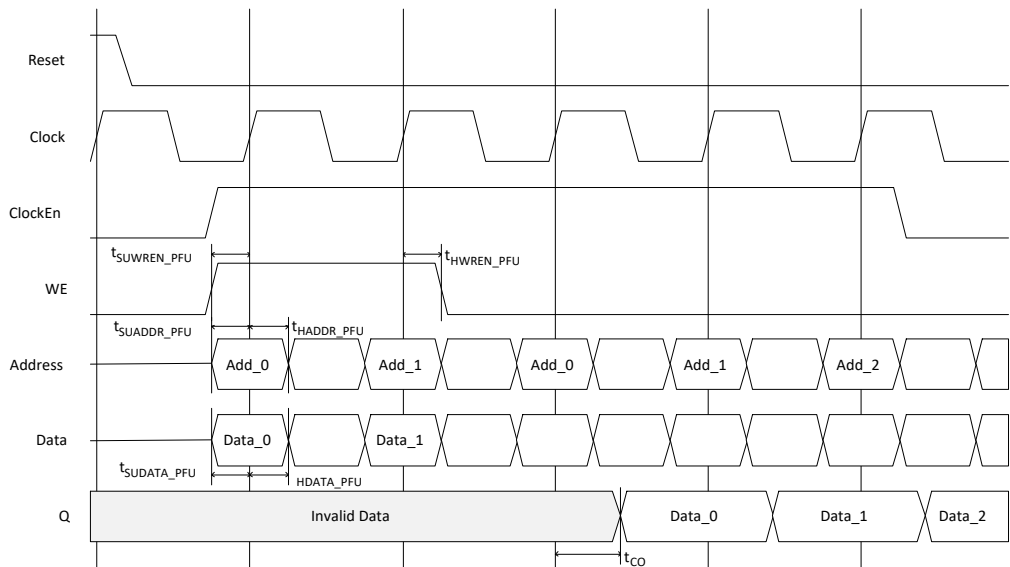 Reset
Clock
ClockEn
tSUWREN_PFU
tHWREN_PFU
WE
tSUADDR_PFU
tHADDR_PFU
Address
Add_0
Add_1
Add_0
Add_1
Add_2
Data
Data_0
Data_1
tSUDATA_PFU
HDATA_PFU
Q
Invalid Data
Data_0
Data_1
Data_2
tCO